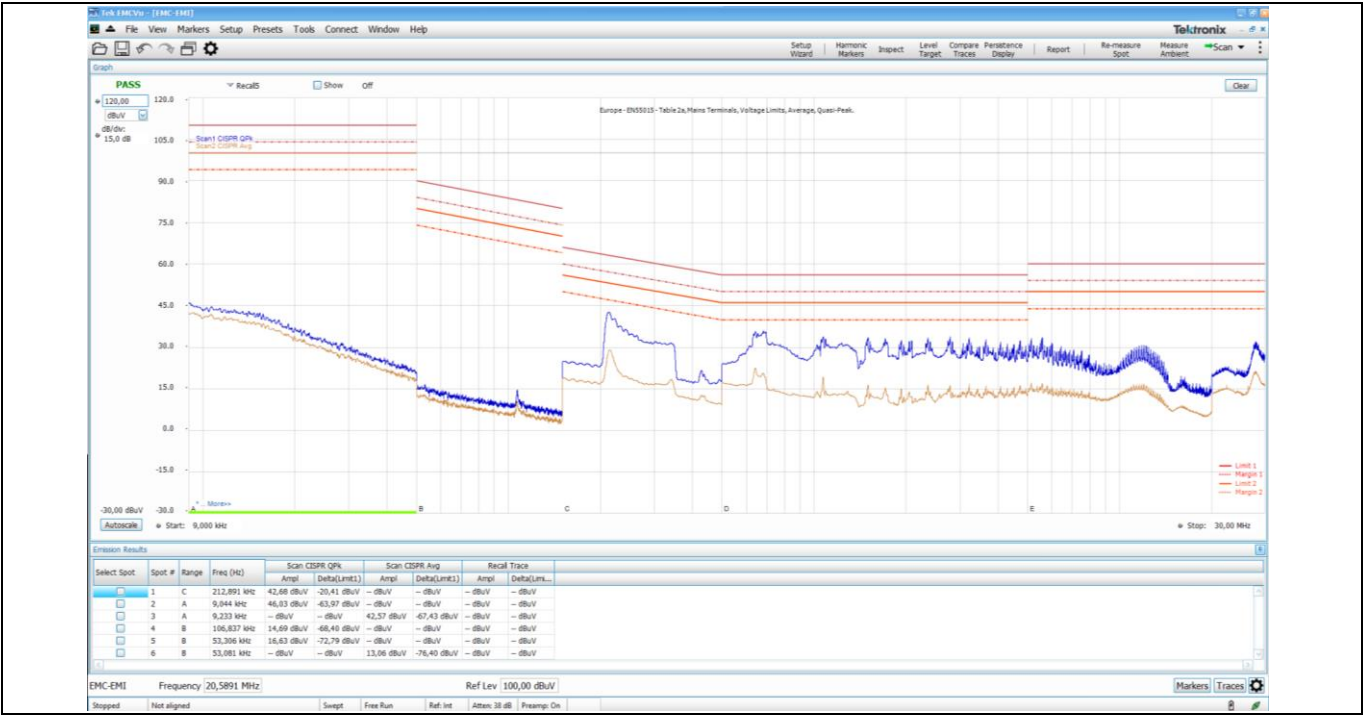 Tek EMCVu - [EMC-EMI]
File View Markers Setup Presets Tools Connect Window Help
Tektronix
Setup Wizard Harmonic Markers Inspect Level Target Compare Traces Persistence Display Report Re-measure Spot Measure Ambient Scan
Graph
PASS
Recall5 Show Off
Clear
120,00
dBuV
dB/div:
15,0 dB
120.0
105.0
90.0
75.0
60.0
45.0
30.0
15.0
0.0
-15.0
-30.0
Europe - EN55015 - Table 2a, Mains Terminals, Voltage Limits, Average, Quasi-Peak.
Scan1 CISPR QPk
Scan2 CISPR Avg
Limit 1
Margin 1
Limit 2
Margin 2
*... More>>
-30,00 dBuV
A B C D E
Autoscale Start: 9,000 kHz Stop: 30,00 MHz
Emission Results
Select Spot Spot # Range Freq (Hz) Scan CISPR QPk Scan CISPR Avg Recall Trace
Ampl Delta(Limit1) Ampl Delta(Limit1) Ampl Delta(Limi...
1 C 212,891 kHz 42,68 dBuV -20,41 dBuV -- dBuV -- dBuV -- dBuV -- dBuV
2 A 9,044 kHz 46,03 dBuV -63,97 dBuV -- dBuV -- dBuV -- dBuV -- dBuV
3 A 9,233 kHz -- dBuV -- dBuV 42,57 dBuV -67,43 dBuV -- dBuV -- dBuV
4 B 106,837 kHz 14,69 dBuV -68,40 dBuV -- dBuV -- dBuV -- dBuV -- dBuV
5 B 53,306 kHz 16,63 dBuV -72,79 dBuV -- dBuV -- dBuV -- dBuV -- dBuV
6 B 53,081 kHz -- dBuV -- dBuV 13,06 dBuV -76,40 dBuV -- dBuV -- dBuV
EMC-EMI Frequency 20,5891 MHz Ref Lev 100,00 dBuV Markers Traces
Stopped Not aligned Swept Free Run Ref: Int Atten: 38 dB Preamp: On